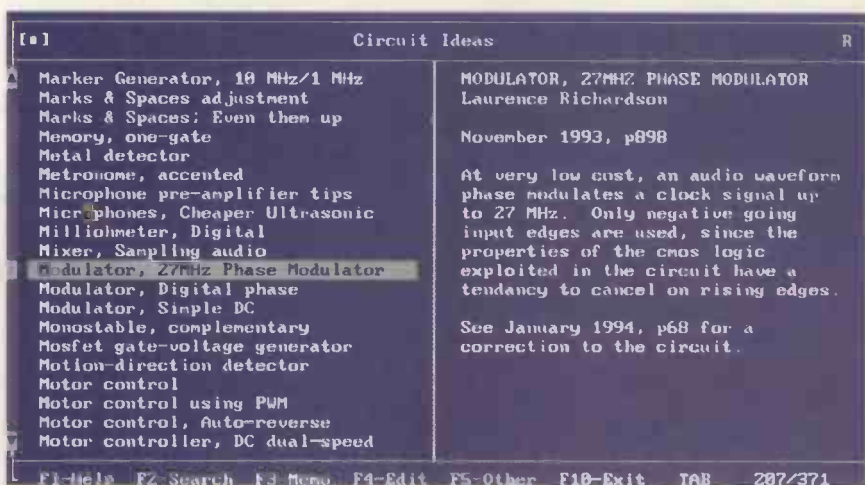 [■] Circuit Ideas R
Marker Generator, 10 MHz/1 MHz
Marks & Spaces adjustment
Marks & Spaces; Even them up
Memory, one-gate
Metal detector
Metronome, accented
Microphone pre-amplifier tips
Microphones, Cheaper Ultrasonic
Milliohmeter, Digital
Mixer, Sampling audio
Modulator, 27MHz Phase Modulator
Modulator, Digital phase
Modulator, Simple DC
Monostable, complementary
Mosfet gate-voltage generator
Motion-direction detector
Motor control
Motor control using PWM
Motor control, Auto-reverse
Motor controller, DC dual-speed
MODULATOR, 27MHZ PHASE MODULATOR
Laurence Richardson
November 1993, p898
At very low cost, an audio waveform
phase modulates a clock signal up
to 27 MHz. Only negative going
input edges are used, since the
properties of the cmos logic
exploited in the circuit have a
tendency to cancel on rising edges.
See January 1994, p68 for a
correction to the circuit.
F1-Help F2-Search F3-Memo F4-Edit F5-Other F10-Exit TAB 207/371